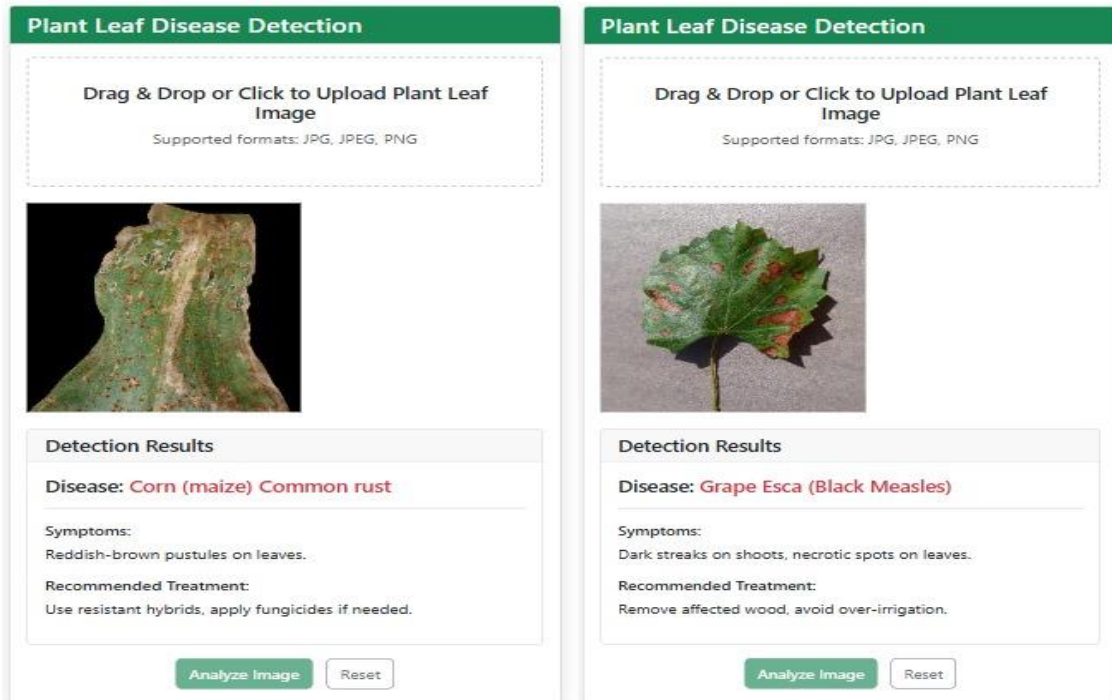 Plant Leaf Disease Detection
Drag & Drop or Click to Upload Plant Leaf
Image
Supported formats: JPG, JPEG, PNG
Detection Results
Disease: Corn (maize) Common rust
Symptoms:
Reddish-brown pustules on leaves.
Recommended Treatment:
Use resistant hybrids, apply fungicides if needed.
Analyze Image
Reset
Plant Leaf Disease Detection
Drag & Drop or Click to Upload Plant Leaf
Image
Supported formats: JPG, JPEG, PNG
Detection Results
Disease: Grape Esca (Black Measles)
Symptoms:
Dark streaks on shoots, necrotic spots on leaves.
Recommended Treatment:
Remove affected wood, avoid over-irrigation.
Analyze Image
Reset